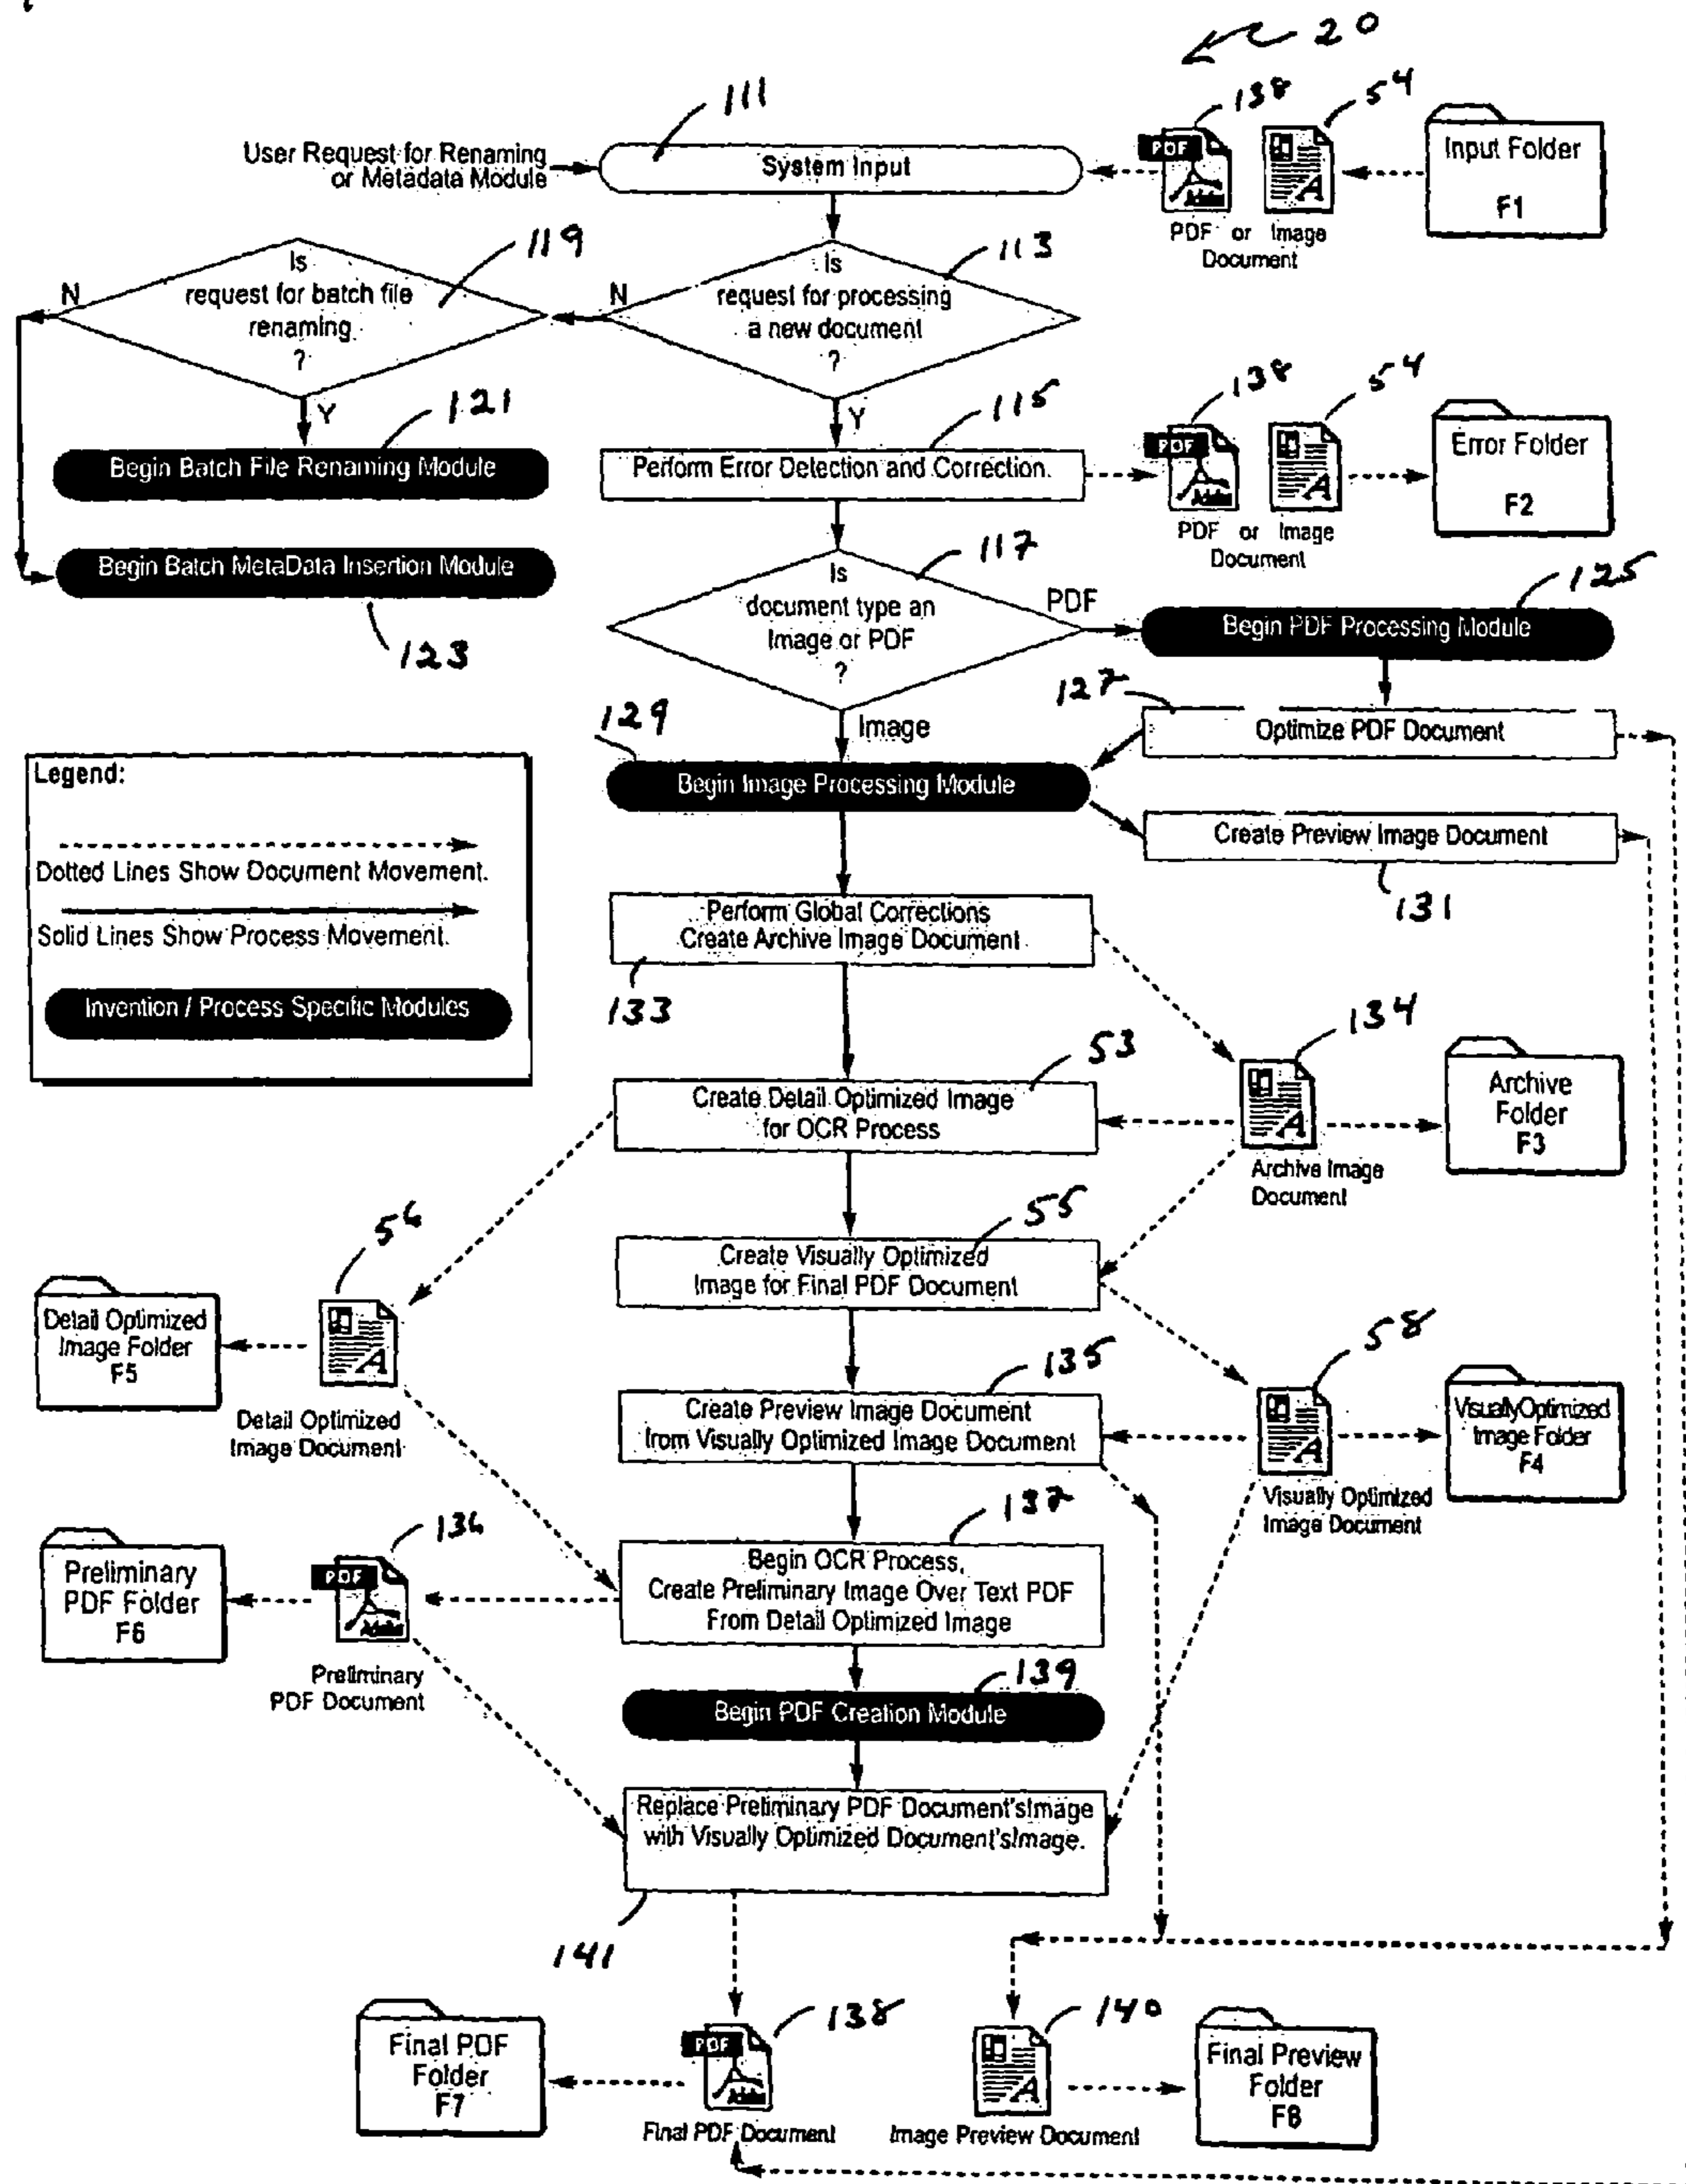 20
111
138
54
User Request for Renaming
or Metadata Module
System Input
PDF
Adobe
A
Input Folder
F1
PDF or Image
Document
119
113
Is
request for batch file
renaming
?
N
Is
request for processing
a new document
?
N
Y
121
Y
115
138
54
Begin Batch File Renaming Module
Perform Error Detection and Correction.
PDF
Adobe
A
Error Folder
F2
PDF or Image
Document
Begin Batch MetaData Insertion Module
123
117
Is
document type an
Image or PDF
?
PDF
125
Begin PDF Processing Module
127
Optimize PDF Document
129
Image
Begin Image Processing Module
Create Preview Image Document
131
Legend:
Dotted Lines Show Document Movement.
Solid Lines Show Process Movement.
Invention / Process Specific Modules
Perform Global Corrections
Create Archive Image Document
133
134
53
Create Detail Optimized Image
for OCR Process
A
Archive
Folder
F3
Archive Image
Document
56
55
Create Visually Optimized
Image for Final PDF Document
Detail Optimized
Image Folder
F5
A
Detail Optimized
Image Document
58
135
Create Preview Image Document
from Visually Optimized Image Document
A
Visually Optimized
Image Folder
F4
Visually Optimized
Image Document
136
137
Preliminary
PDF Folder
F6
PDF
Adobe
Begin OCR Process,
Create Preliminary Image Over Text PDF
From Detail Optimized Image
Preliminary
PDF Document
139
Begin PDF Creation Module
Replace Preliminary PDF Document'sImage
with Visually Optimized Document'sImage.
141
138
140
Final PDF
Folder
F7
PDF
Adobe
A
Final Preview
Folder
F8
Final PDF Document
Image Preview Document